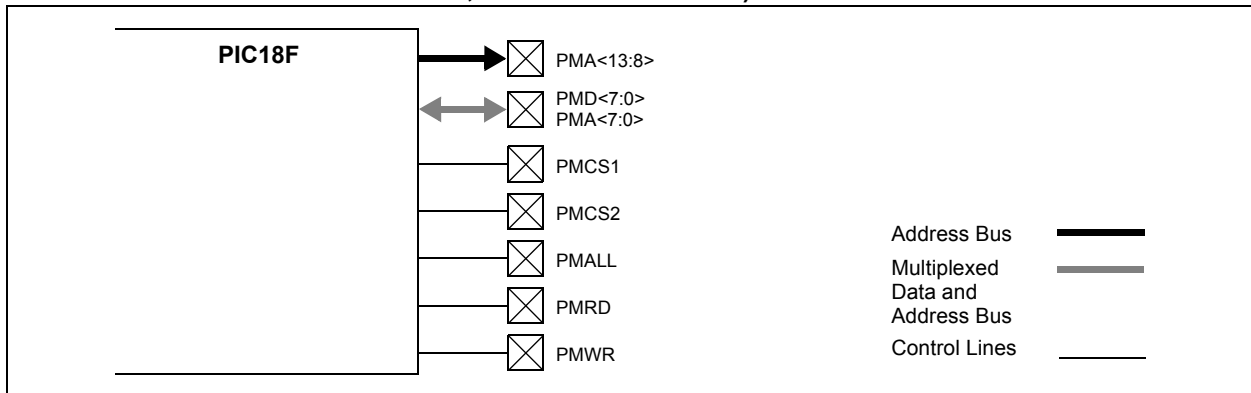 PIC18F
PMA<13:8>
PMD<7:0>
PMA<7:0>
PMCS1
PMCS2
PMALL
PMRD
PMWR
Address Bus
Multiplexed
Data and
Address Bus
Control Lines